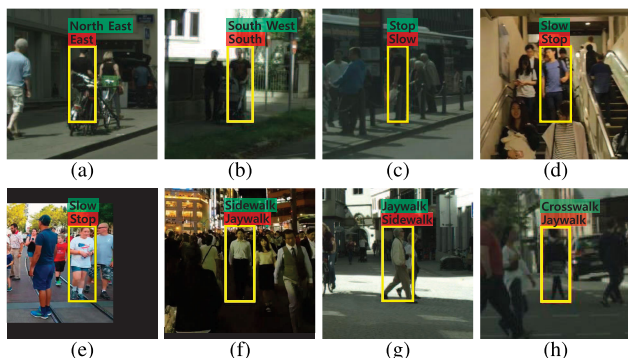 North East
East
South West
South
Stop
Slow
Slow
Stop
(a)
(b)
(c)
(d)
Slow
Stop
Sidewalk
Jaywalk
Jaywalk
Sidewalk
Crosswalk
Jaywalk
(e)
(f)
(g)
(h)